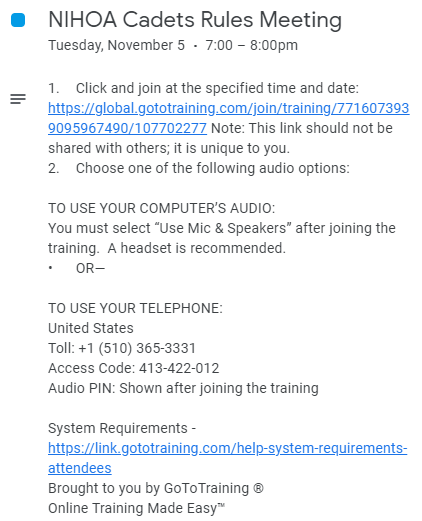 NIHOA Cadets Rules Meeting
Tuesday, November 5 · 7:00 – 8:00pm
1. Click and join at the specified time and date:
https://global.gototraining.com/join/training/771607393
9095967490/107702277 Note: This link should not be
shared with others; it is unique to you.
2. Choose one of the following audio options:
TO USE YOUR COMPUTER’S AUDIO:
You must select “Use Mic & Speakers” after joining the
training. A headset is recommended.
• OR—
TO USE YOUR TELEPHONE:
United States
Toll: +1 (510) 365-3331
Access Code: 413-422-012
Audio PIN: Shown after joining the training
System Requirements -
https://link.gototraining.com/help-system-requirements-
attendees
Brought to you by GoToTraining ®
Online Training Made Easy™